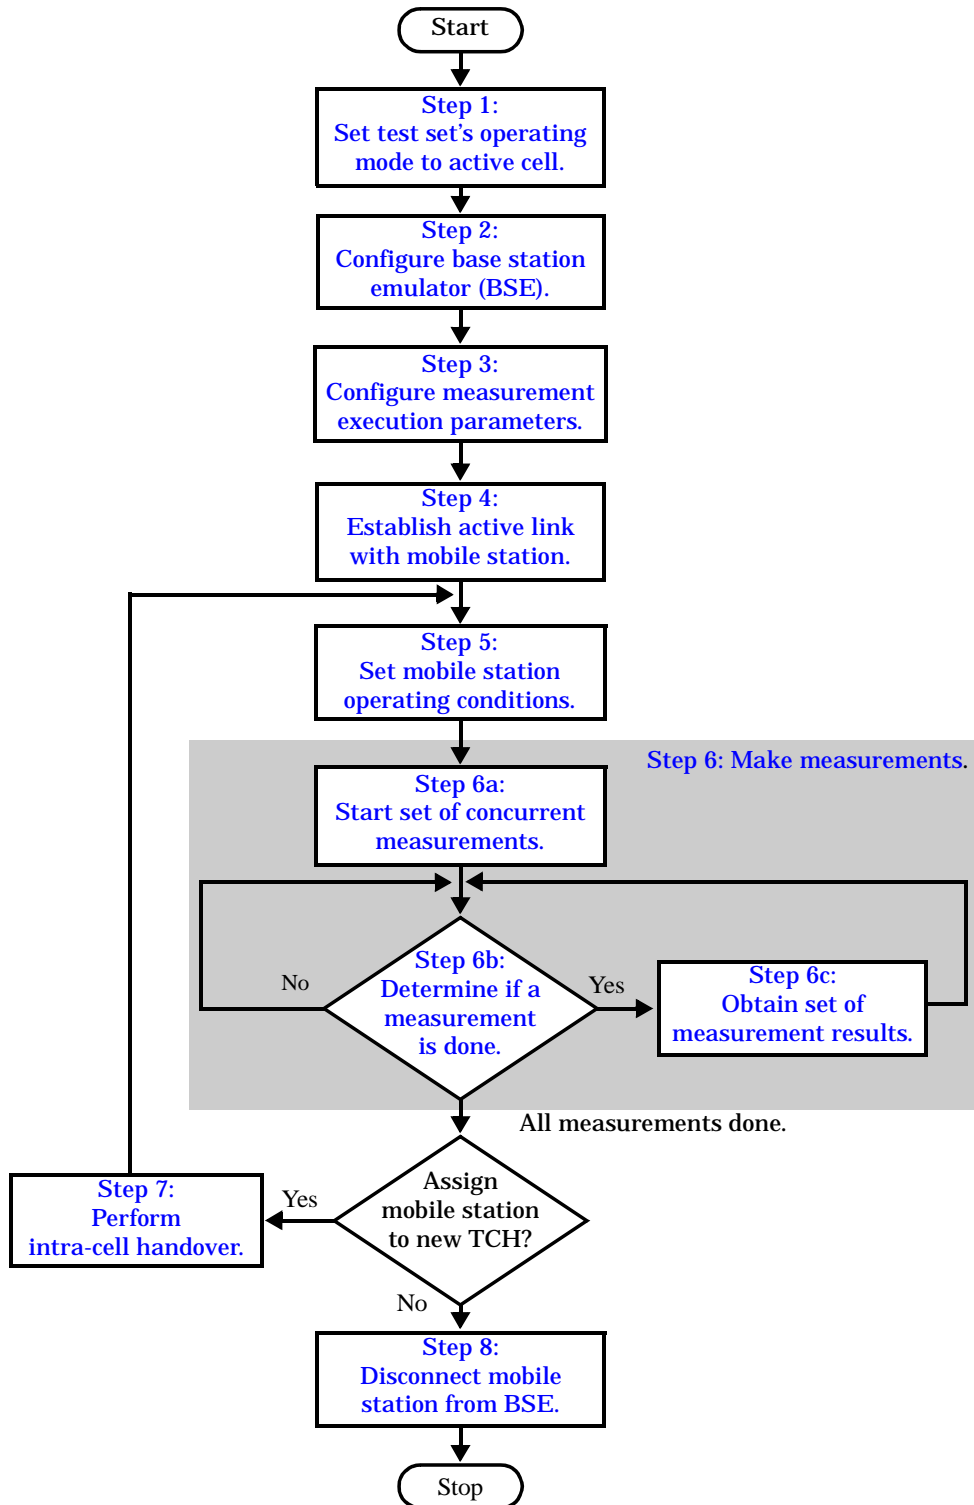 Start
Step 1:
Set test set's operating
mode to active cell.
Step 2:
Configure base station
emulator (BSE).
Step 3:
Configure measurement
execution parameters.
Step 4:
Establish active link
with mobile station.
Step 5:
Set mobile station
operating conditions.
Step 6: Make measurements.
Step 6a:
Start set of concurrent
measurements.
Step 6b:
Determine if a
measurement
is done.
No
Yes
Step 6c:
Obtain set of
measurement results.
All measurements done.
Assign
mobile station
to new TCH?
Yes
Step 7:
Perform
intra-cell handover.
No
Step 8:
Disconnect mobile
station from BSE.
Stop